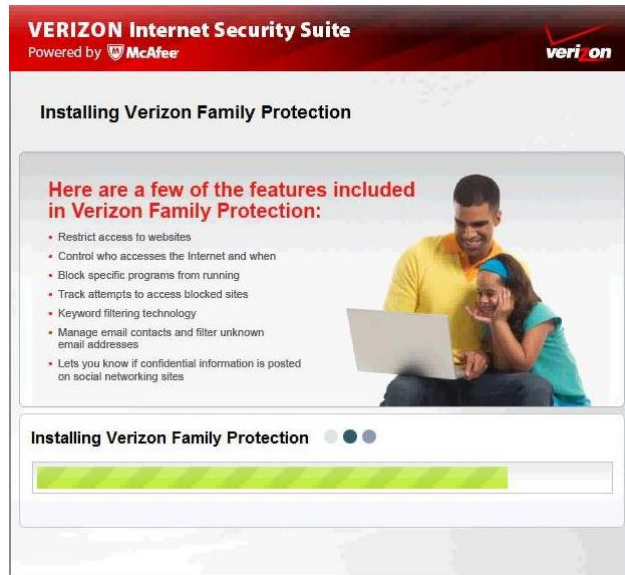 VERIZON Internet Security Suite
Powered by McAfee
verizon
Installing Verizon Family Protection
Here are a few of the features included
in Verizon Family Protection:
Restrict access to websites
Control who accesses the Internet and when
Block specific programs from running
Track attempts to access blocked sites
Keyword filtering technology
Manage email contacts and filter unknown
email addresses
Lets you know if confidential information is posted
on social networking sites
Installing Verizon Family Protection